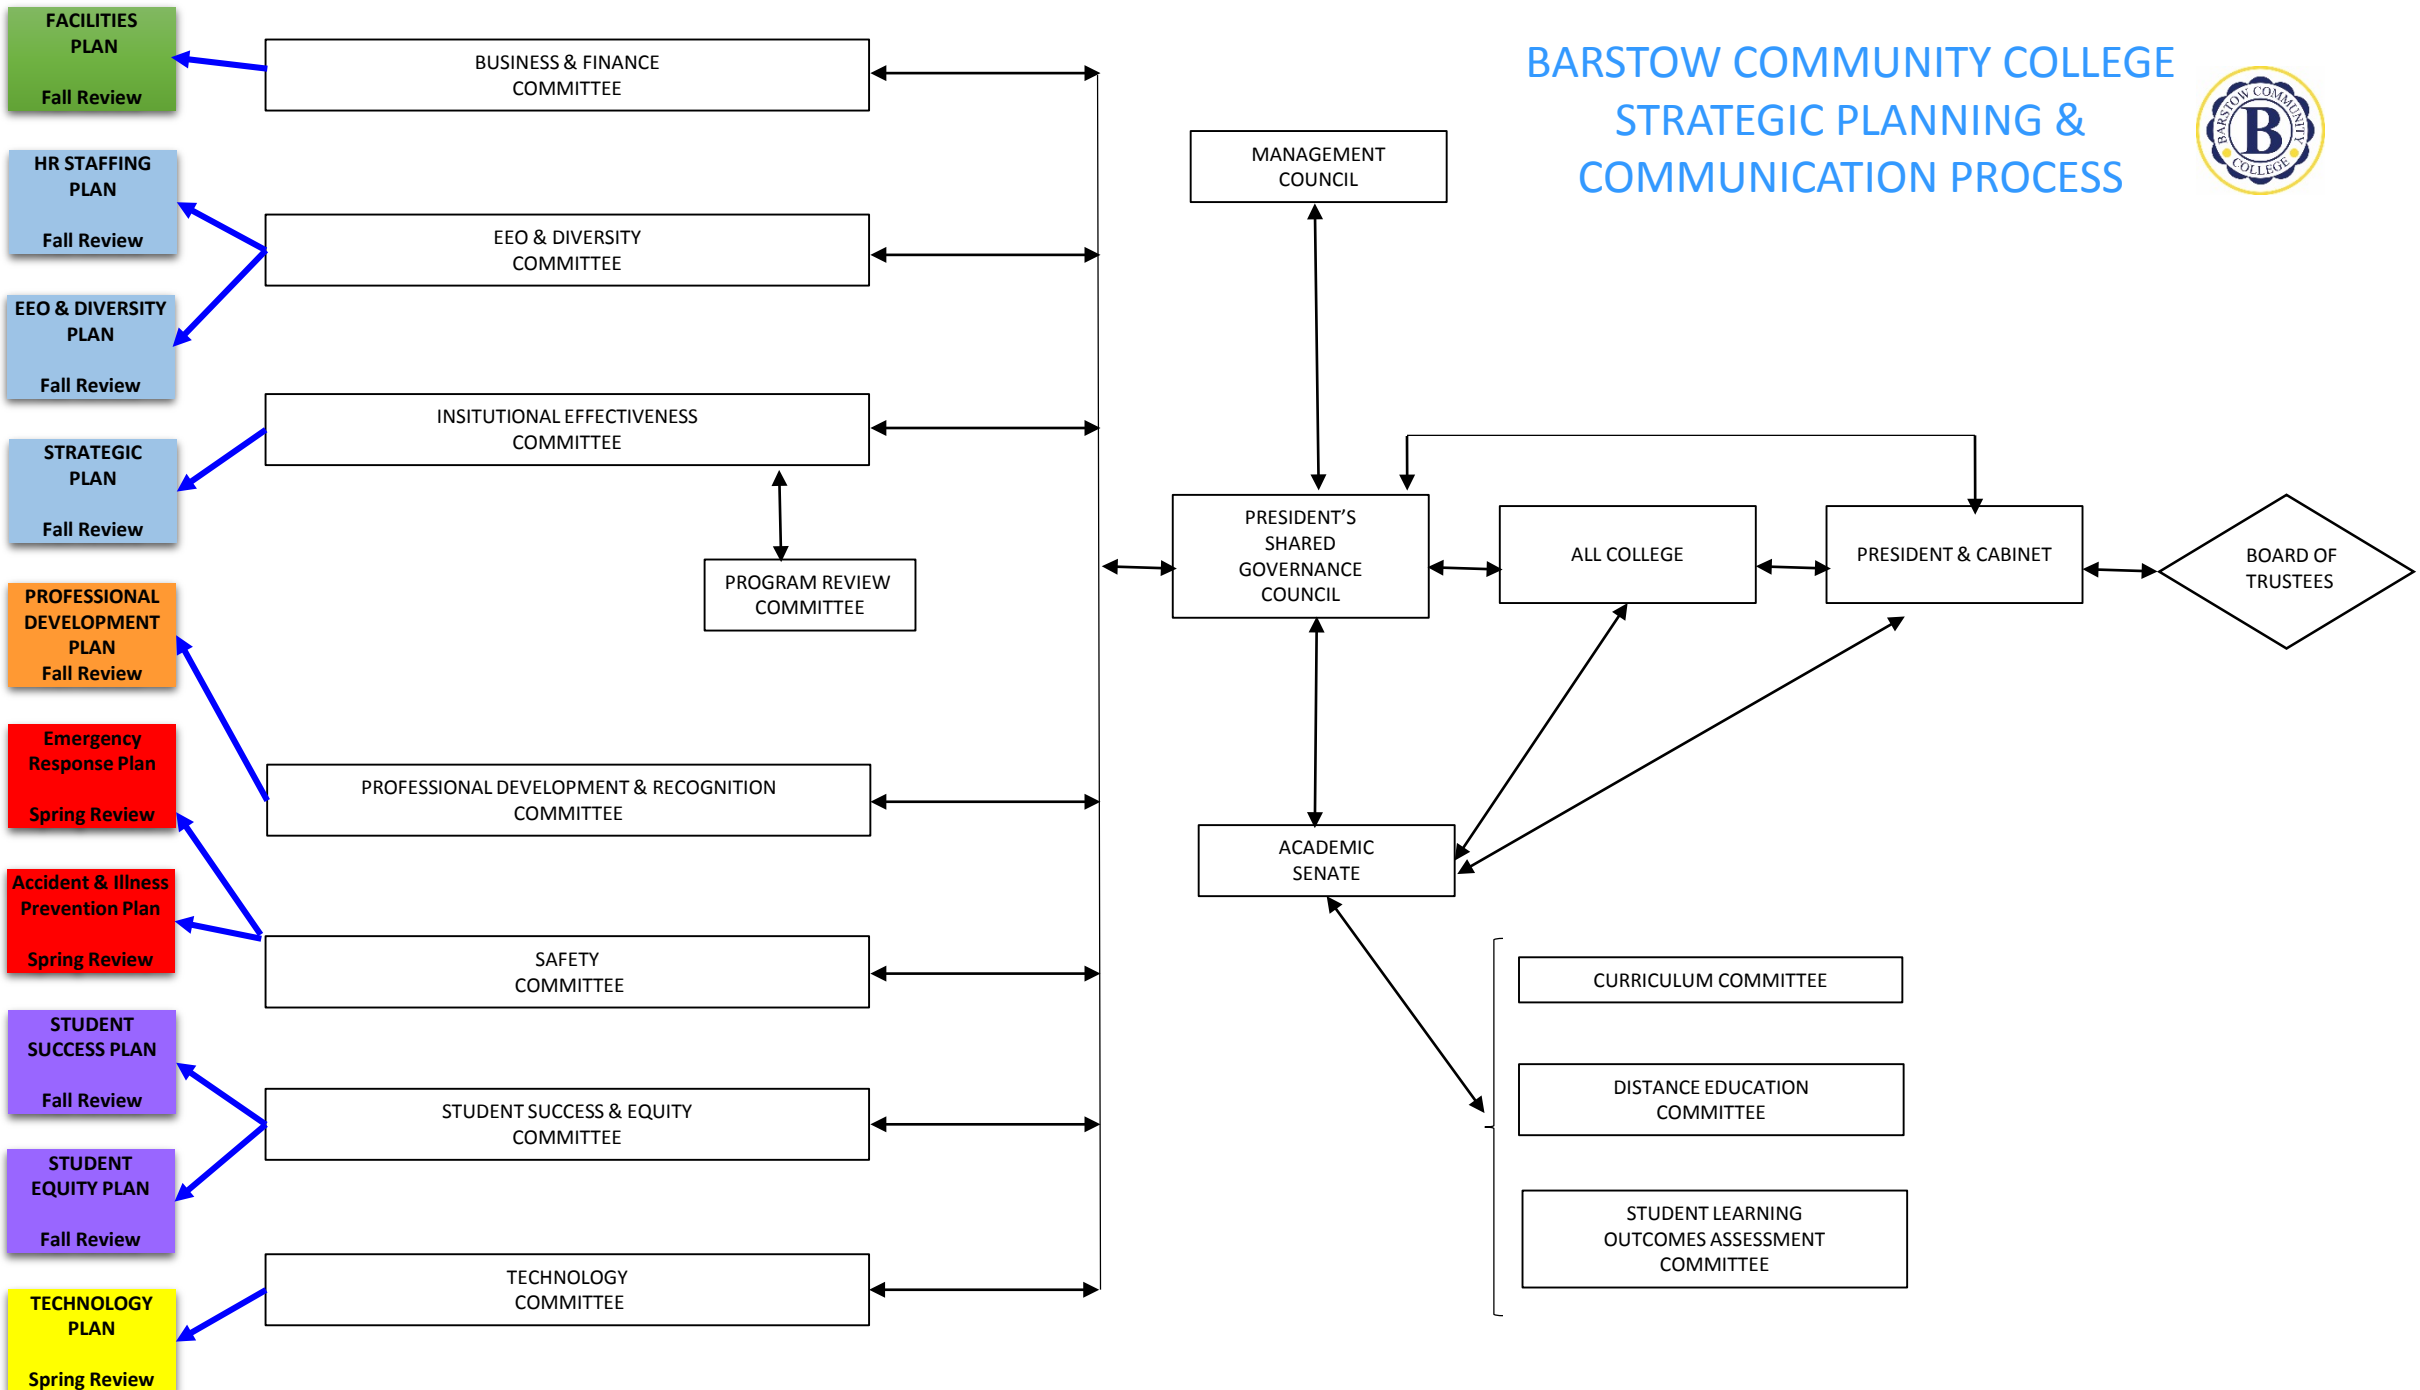 BARSTOW COMMUNITY COLLEGE
STRATEGIC PLANNING &
COMMUNICATION PROCESS
BARSTOW COMMUNITY
B
COLLEGE
FACILITIES
PLAN
Fall Review
HR STAFFING
PLAN
Fall Review
EEO & DIVERSITY
PLAN
Fall Review
STRATEGIC
PLAN
Fall Review
PROFESSIONAL
DEVELOPMENT
PLAN
Fall Review
Emergency
Response Plan
Spring Review
Accident & Illness
Prevention Plan
Spring Review
STUDENT
SUCCESS PLAN
Fall Review
STUDENT
EQUITY PLAN
Fall Review
TECHNOLOGY
PLAN
Spring Review
BUSINESS & FINANCE
COMMITTEE
EEO & DIVERSITY
COMMITTEE
INSITUTIONAL EFFECTIVENESS
COMMITTEE
PROGRAM REVIEW
COMMITTEE
PROFESSIONAL DEVELOPMENT & RECOGNITION
COMMITTEE
SAFETY
COMMITTEE
STUDENT SUCCESS & EQUITY
COMMITTEE
TECHNOLOGY
COMMITTEE
MANAGEMENT
COUNCIL
PRESIDENT'S
SHARED
GOVERNANCE
COUNCIL
ALL COLLEGE
PRESIDENT & CABINET
BOARD OF
TRUSTEES
ACADEMIC
SENATE
CURRICULUM COMMITTEE
DISTANCE EDUCATION
COMMITTEE
STUDENT LEARNING
OUTCOMES ASSESSMENT
COMMITTEE